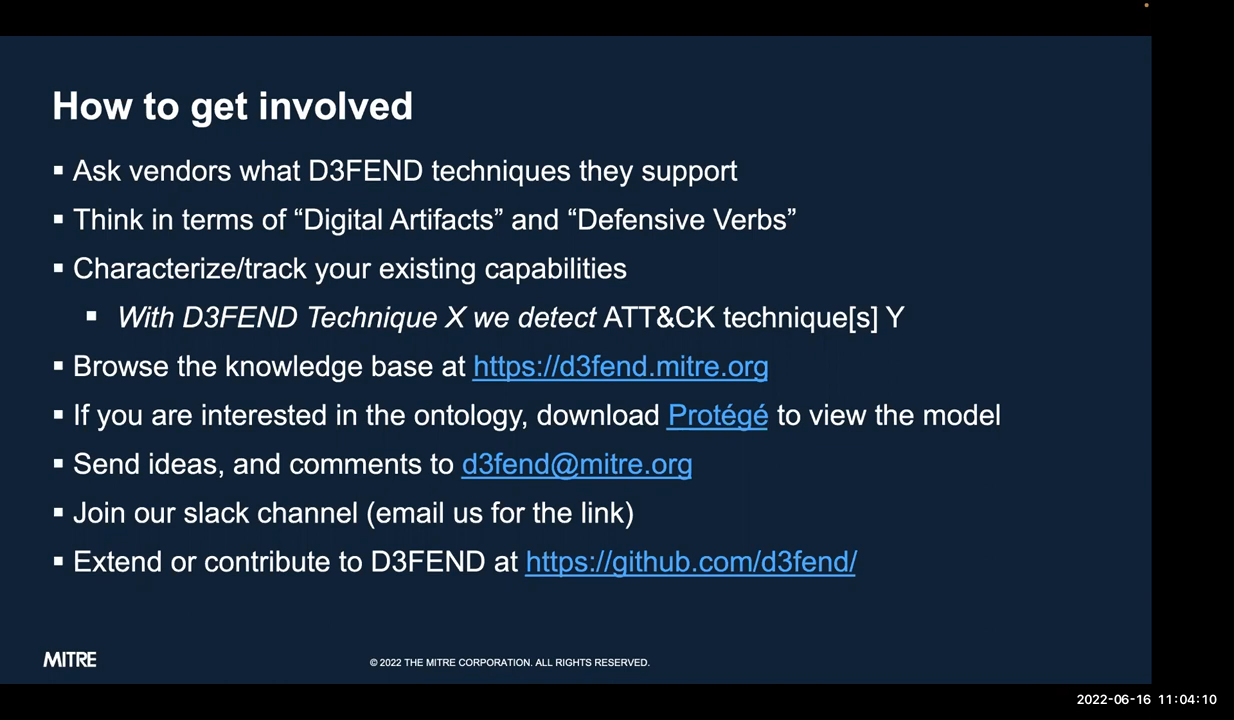 How to get involved
▪ Ask vendors what D3FEND techniques they support
▪ Think in terms of “Digital Artifacts” and “Defensive Verbs”
▪ Characterize/track your existing capabilities
▪ With D3FEND Technique X we detect ATT&CK technique[s] Y
▪ Browse the knowledge base at https://d3fend.mitre.org
▪ If you are interested in the ontology, download Protégé to view the model
▪ Send ideas, and comments to d3fend@mitre.org
▪ Join our slack channel (email us for the link)
▪ Extend or contribute to D3FEND at https://github.com/d3fend/
MITRE
© 2022 THE MITRE CORPORATION. ALL RIGHTS RESERVED.
2022-06-16 11:04:10